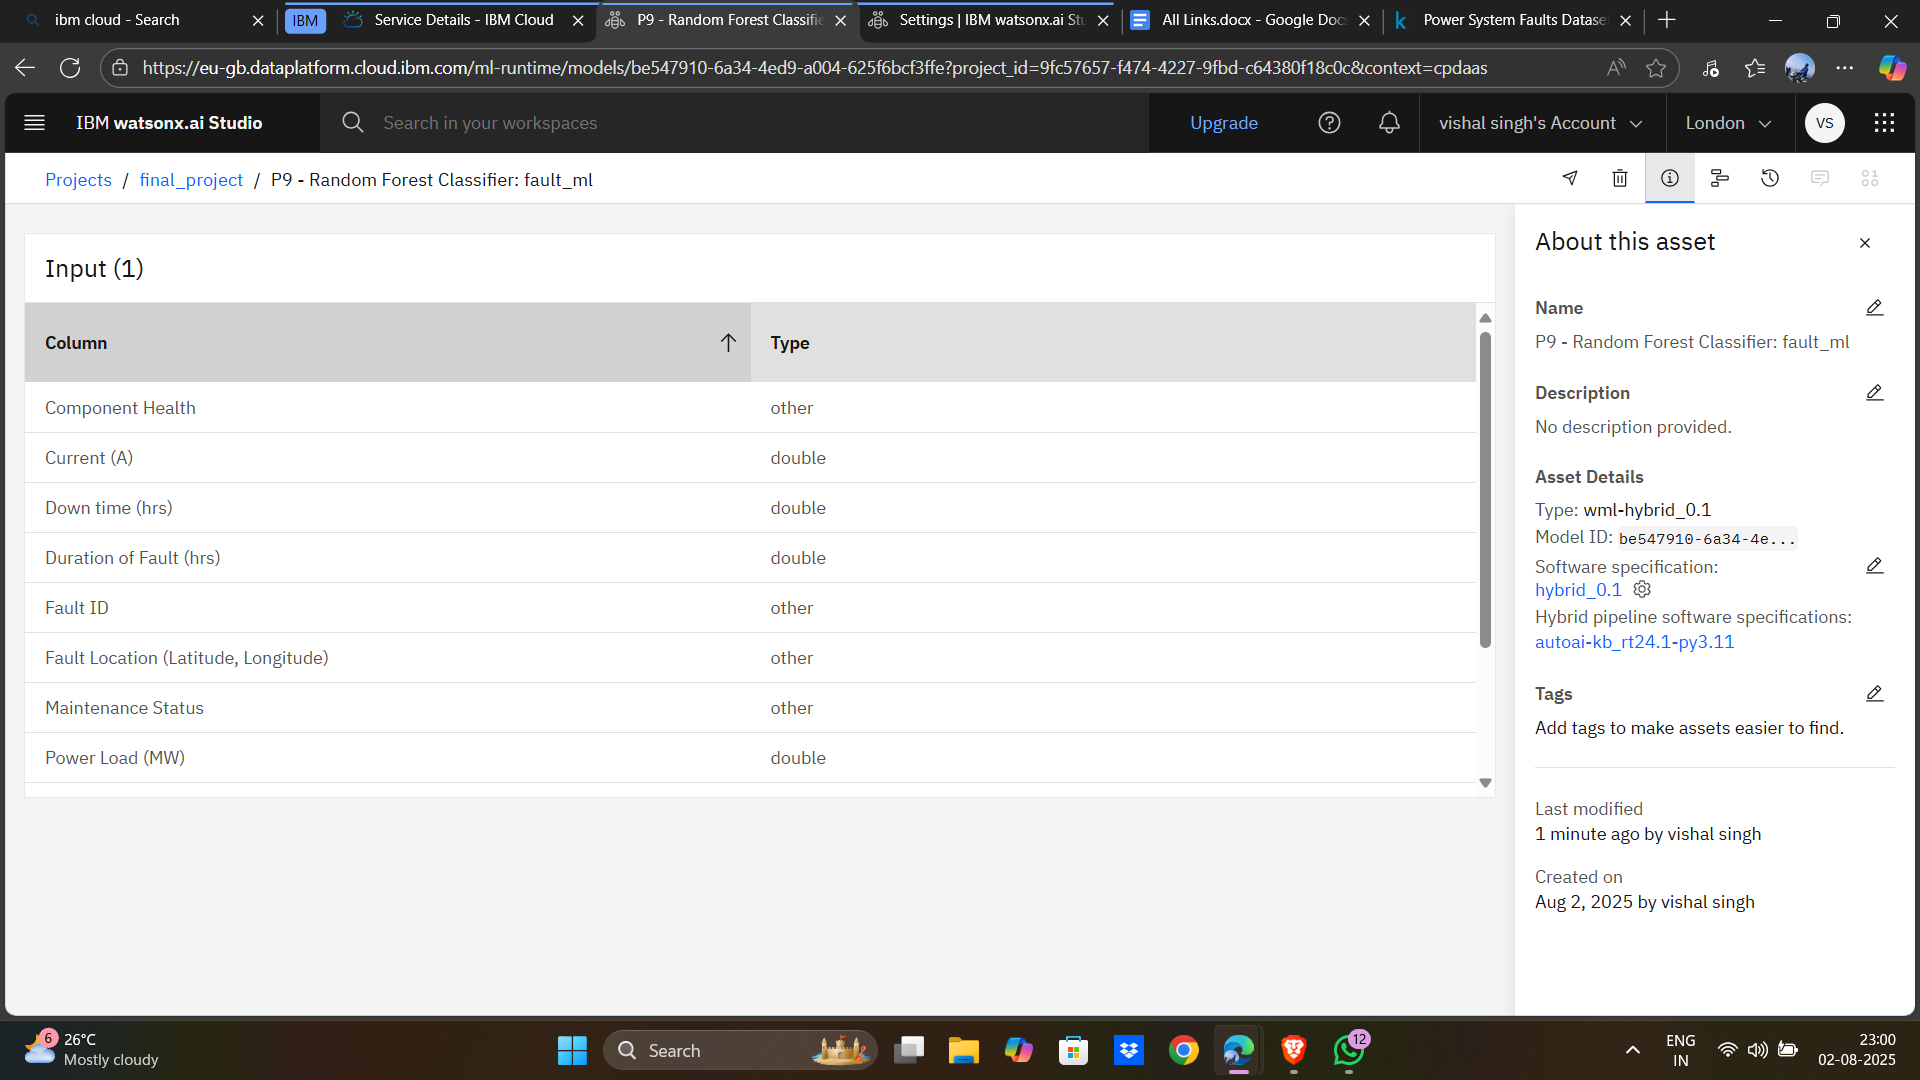 ibm cloud - Search
IBM
Service Details - IBM Cloud
P9 - Random Forest Classifie
Settings | IBM watsonx.ai Stu
All Links.docx - Google Docs
Power System Faults Dataset
https://eu-gb.dataplatform.cloud.ibm.com/ml-runtime/models/be547910-6a34-4ed9-a004-625f6bcf3ffe?project_id=9fc57657-f474-4227-9fbd-c64380f18c0c&context=cpdaas
IBM watsonx.ai Studio
Search in your workspaces
Upgrade
vishal singh's Account
London
VS
Projects / final_project / P9 - Random Forest Classifier: fault_ml
Input (1)
Column Type
Component Health other
Current (A) double
Down time (hrs) double
Duration of Fault (hrs) double
Fault ID other
Fault Location (Latitude, Longitude) other
Maintenance Status other
Power Load (MW) double
About this asset
Name
P9 - Random Forest Classifier: fault_ml
Description
No description provided.
Asset Details
Type: wml-hybrid_0.1
Model ID: be547910-6a34-4e...
Software specification:
hybrid_0.1
Hybrid pipeline software specifications:
autoai-kb_rt24.1-py3.11
Tags
Add tags to make assets easier to find.
Last modified
1 minute ago by vishal singh
Created on
Aug 2, 2025 by vishal singh
6
26°C
Mostly cloudy
Search
12
ENG
IN
23:00
02-08-2025